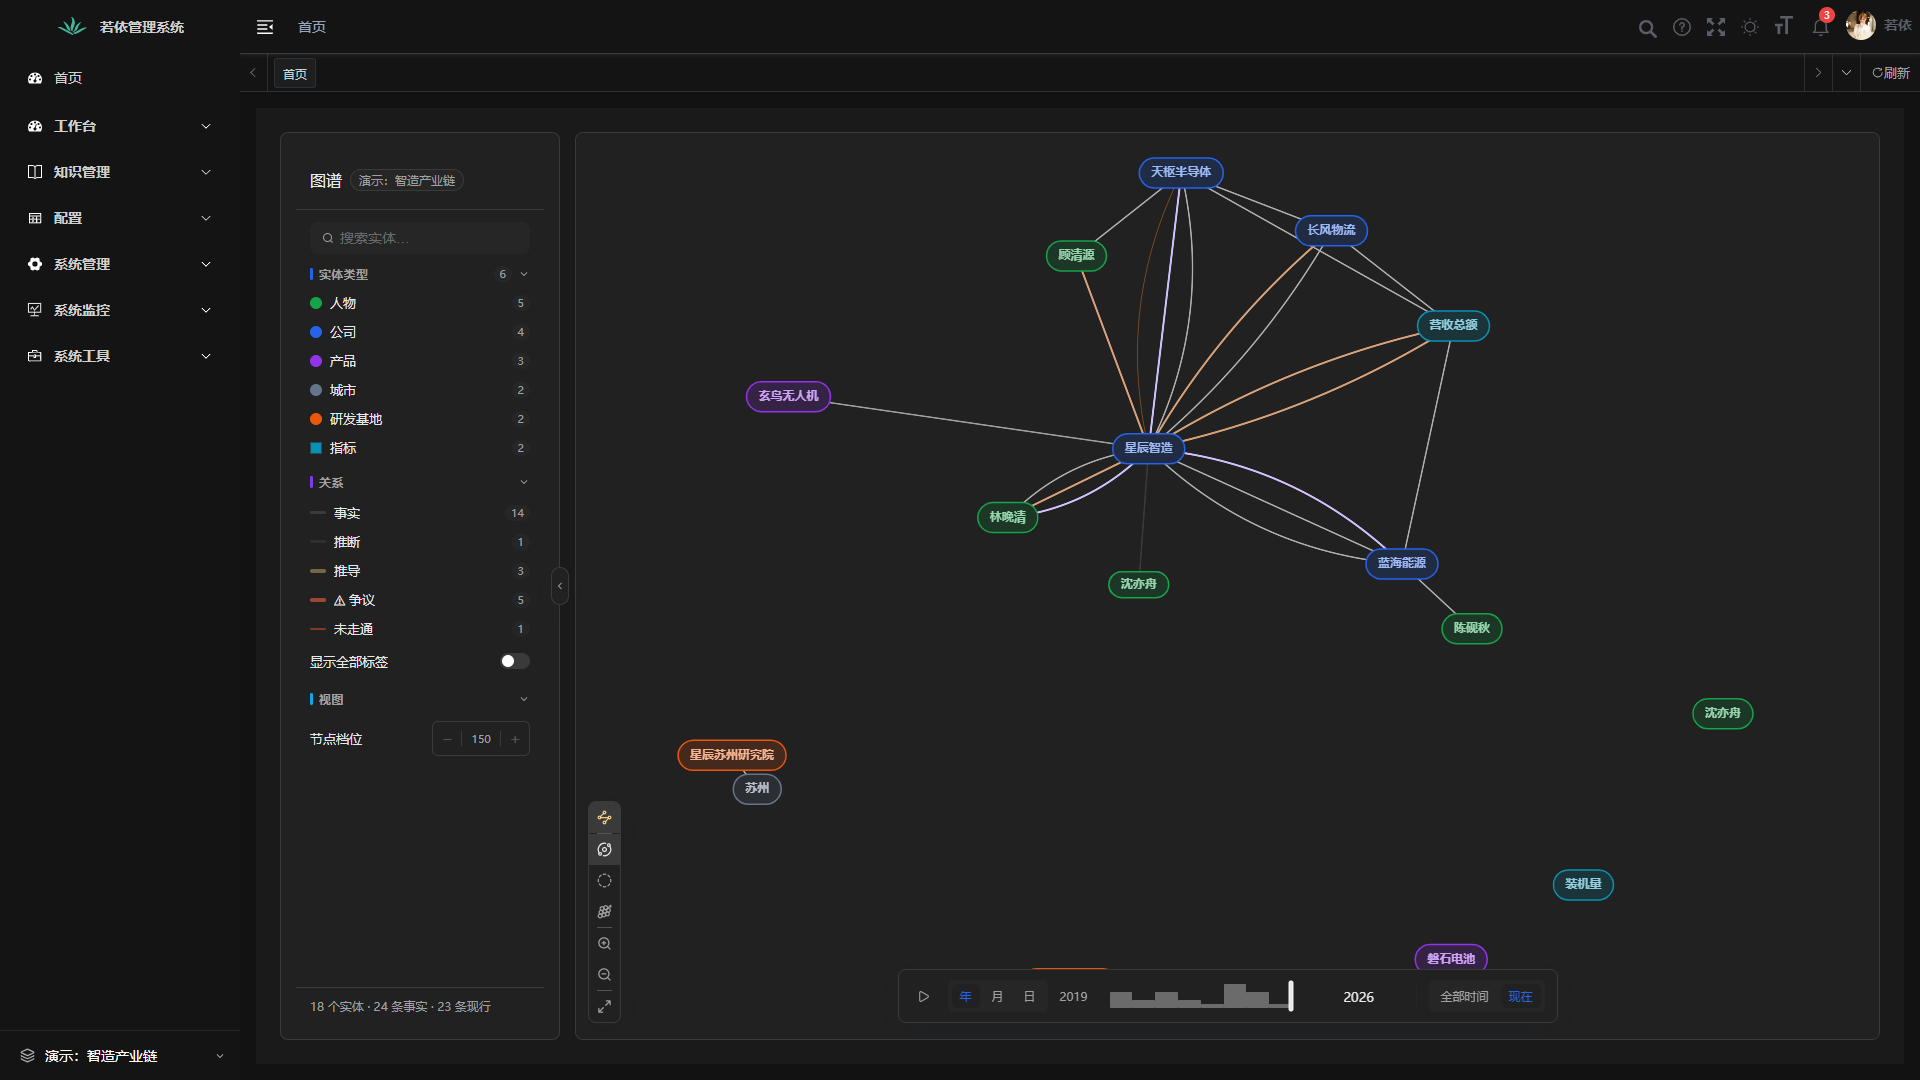 若依管理系统
首页
3
若依
首页
工作台
知识管理
配置
系统管理
系统监控
系统工具
演示：智造产业链
首页
刷新
图谱
演示：智造产业链
搜索实体…
实体类型 6
人物 5
公司 4
产品 3
城市 2
研发基地 2
指标 2
关系
事实 14
推断 1
推导 3
争议 5
未走通 1
显示全部标签
视图
节点档位 150
18 个实体 · 24 条事实 · 23 条现行
天枢半导体
长风物流
顾清源
营收总额
玄鸟无人机
星辰智造
林晚清
蓝海能源
沈亦舟
陈砚秋
沈亦舟
星辰苏州研究院
苏州
装机量
磐石电池
年 月 日 2019 2026 全部时间 现在